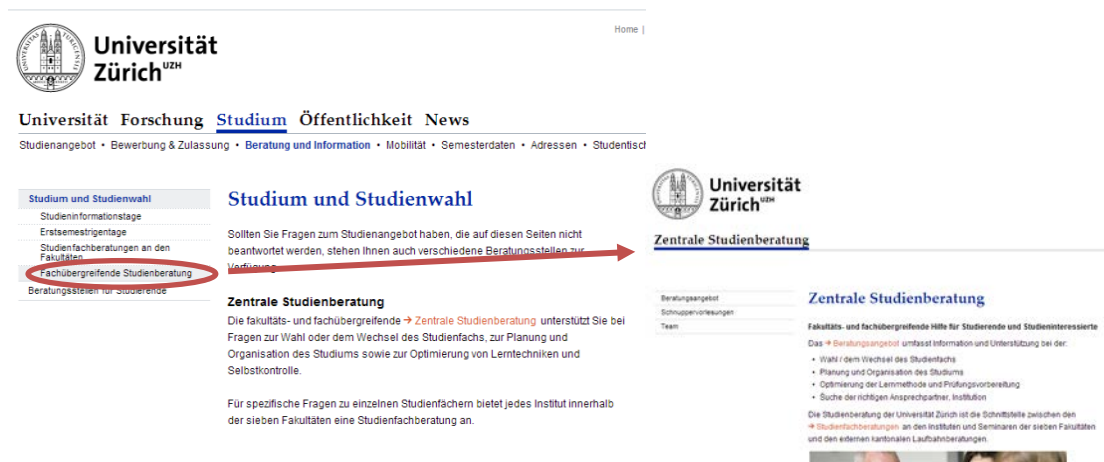 Home |
Universität
Zürich UZH
Universität Forschung Studium Öffentlichkeit News
Studienangebot • Bewerbung & Zulassung • Beratung und Information • Mobilität • Semesterdaten • Adressen • Studentisch
Studium und Studienwahl
Studieninformationstage
Erstsemestrigentage
Studienfachberatungen an den
Fakultäten
Fachübergreifende Studienberatung
Beratungsstellen für Studierende
Studium und Studienwahl
Sollten Sie Fragen zum Studienangebot haben, die auf diesen Seiten nicht
beantwortet werden, stehen Ihnen auch verschiedene Beratungsstellen zur
Verfügung.
Zentrale Studienberatung
Die fakultäts- und fachübergreifende → Zentrale Studienberatung unterstützt Sie bei
Fragen zur Wahl oder dem Wechsel des Studienfachs, zur Planung und
Organisation des Studiums sowie zur Optimierung von Lerntechniken und
Selbstkontrolle.
Für spezifische Fragen zu einzelnen Studienfächern bietet jedes Institut innerhalb
der sieben Fakultäten eine Studienfachberatung an.
Universität
Zürich UZH
Zentrale Studienberatung
Beratungsangebot
Schnuppervorlesungen
Team
Zentrale Studienberatung
Fakultäts- und fachübergreifende Hilfe für Studierende und Studieninteressierte
Das → Beratungsangebot umfasst Information und Unterstützung bei der:
• Wahl / dem Wechsel des Studienfachs
• Planung und Organisation des Studiums
• Optimierung der Lernmethode und Prüfungsvorbereitung
• Suche der richtigen Ansprechpartner, Institution
Die Studienberatung der Universität Zürich ist die Schnittstelle zwischen den
→ Studienfachberatungen an den Instituten und Seminaren der sieben Fakultäten
und den externen kantonalen Laufbahnberatungen.